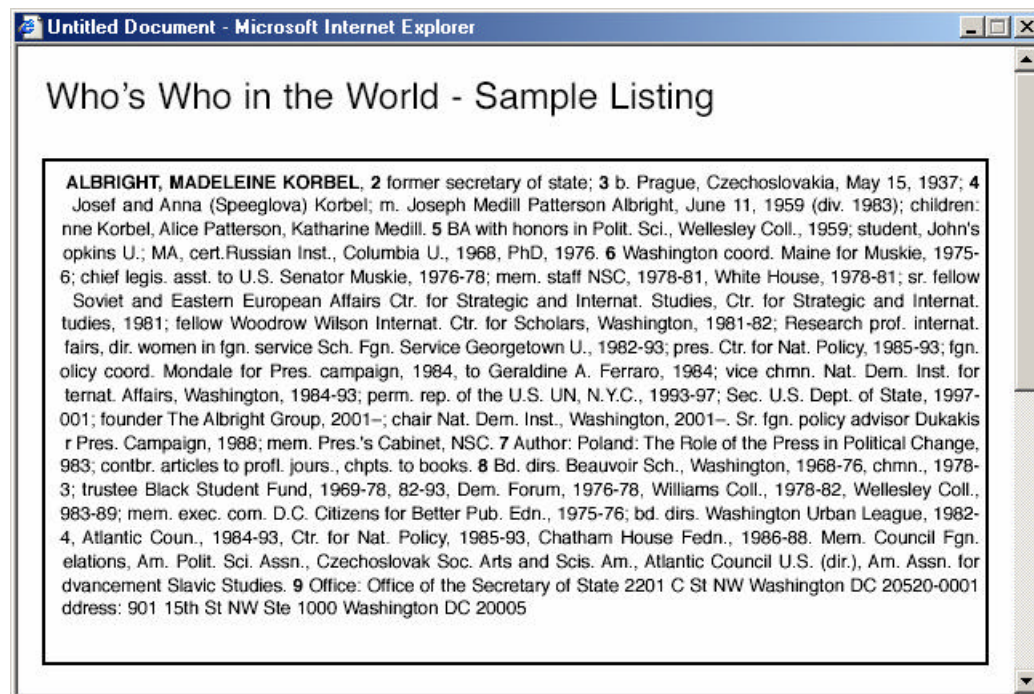 Untitled Document - Microsoft Internet Explorer
Who's Who in the World - Sample Listing
ALBRIGHT, MADELEINE KORBEL, 2 former secretary of state; 3 b. Prague, Czechoslovakia, May 15, 1937; 4
Josef and Anna (Speeglova) Korbel; m. Joseph Medill Patterson Albright, June 11, 1959 (div. 1983); children:
nne Korbel, Alice Patterson, Katharine Medill. 5 BA with honors in Polit. Sci., Wellesley Coll., 1959; student, John's
opkins U.; MA, cert.Russian Inst., Columbia U., 1968, PhD, 1976. 6 Washington coord. Maine for Muskie, 1975-
6; chief legis. asst. to U.S. Senator Muskie, 1976-78; mem. staff NSC, 1978-81, White House, 1978-81; sr. fellow
Soviet and Eastern European Affairs Ctr. for Strategic and Internat. Studies, Ctr. for Strategic and Internat.
tudies, 1981; fellow Woodrow Wilson Internat. Ctr. for Scholars, Washington, 1981-82; Research prof. internat.
fairs, dir. women in fgn. service Sch. Fgn. Service Georgetown U., 1982-93; pres. Ctr. for Nat. Policy, 1985-93; fgn.
olicy coord. Mondale for Pres. campaign, 1984, to Geraldine A. Ferraro, 1984; vice chmn. Nat. Dem. Inst. for
ternat. Affairs, Washington, 1984-93; perm. rep. of the U.S. UN, N.Y.C., 1993-97; Sec. U.S. Dept. of State, 1997-
001; founder The Albright Group, 2001–; chair Nat. Dem. Inst., Washington, 2001–. Sr. fgn. policy advisor Dukakis
r Pres. Campaign, 1988; mem. Pres.'s Cabinet, NSC. 7 Author: Poland: The Role of the Press in Political Change,
983; contbr. articles to profl. jours., chpts. to books. 8 Bd. dirs. Beauvoir Sch., Washington, 1968-76, chmn., 1978-
3; trustee Black Student Fund, 1969-78, 82-93, Dem. Forum, 1976-78, Williams Coll., 1978-82, Wellesley Coll.,
983-89; mem. exec. com. D.C. Citizens for Better Pub. Edn., 1975-76; bd. dirs. Washington Urban League, 1982-
4, Atlantic Coun., 1984-93, Ctr. for Nat. Policy, 1985-93, Chatham House Fedn., 1986-88. Mem. Council Fgn.
elations, Am. Polit. Sci. Assn., Czechoslovak Soc. Arts and Scis. Am., Atlantic Council U.S. (dir.), Am. Assn. for
dvancement Slavic Studies. 9 Office: Office of the Secretary of State 2201 C St NW Washington DC 20520-0001
ddress: 901 15th St NW Ste 1000 Washington DC 20005